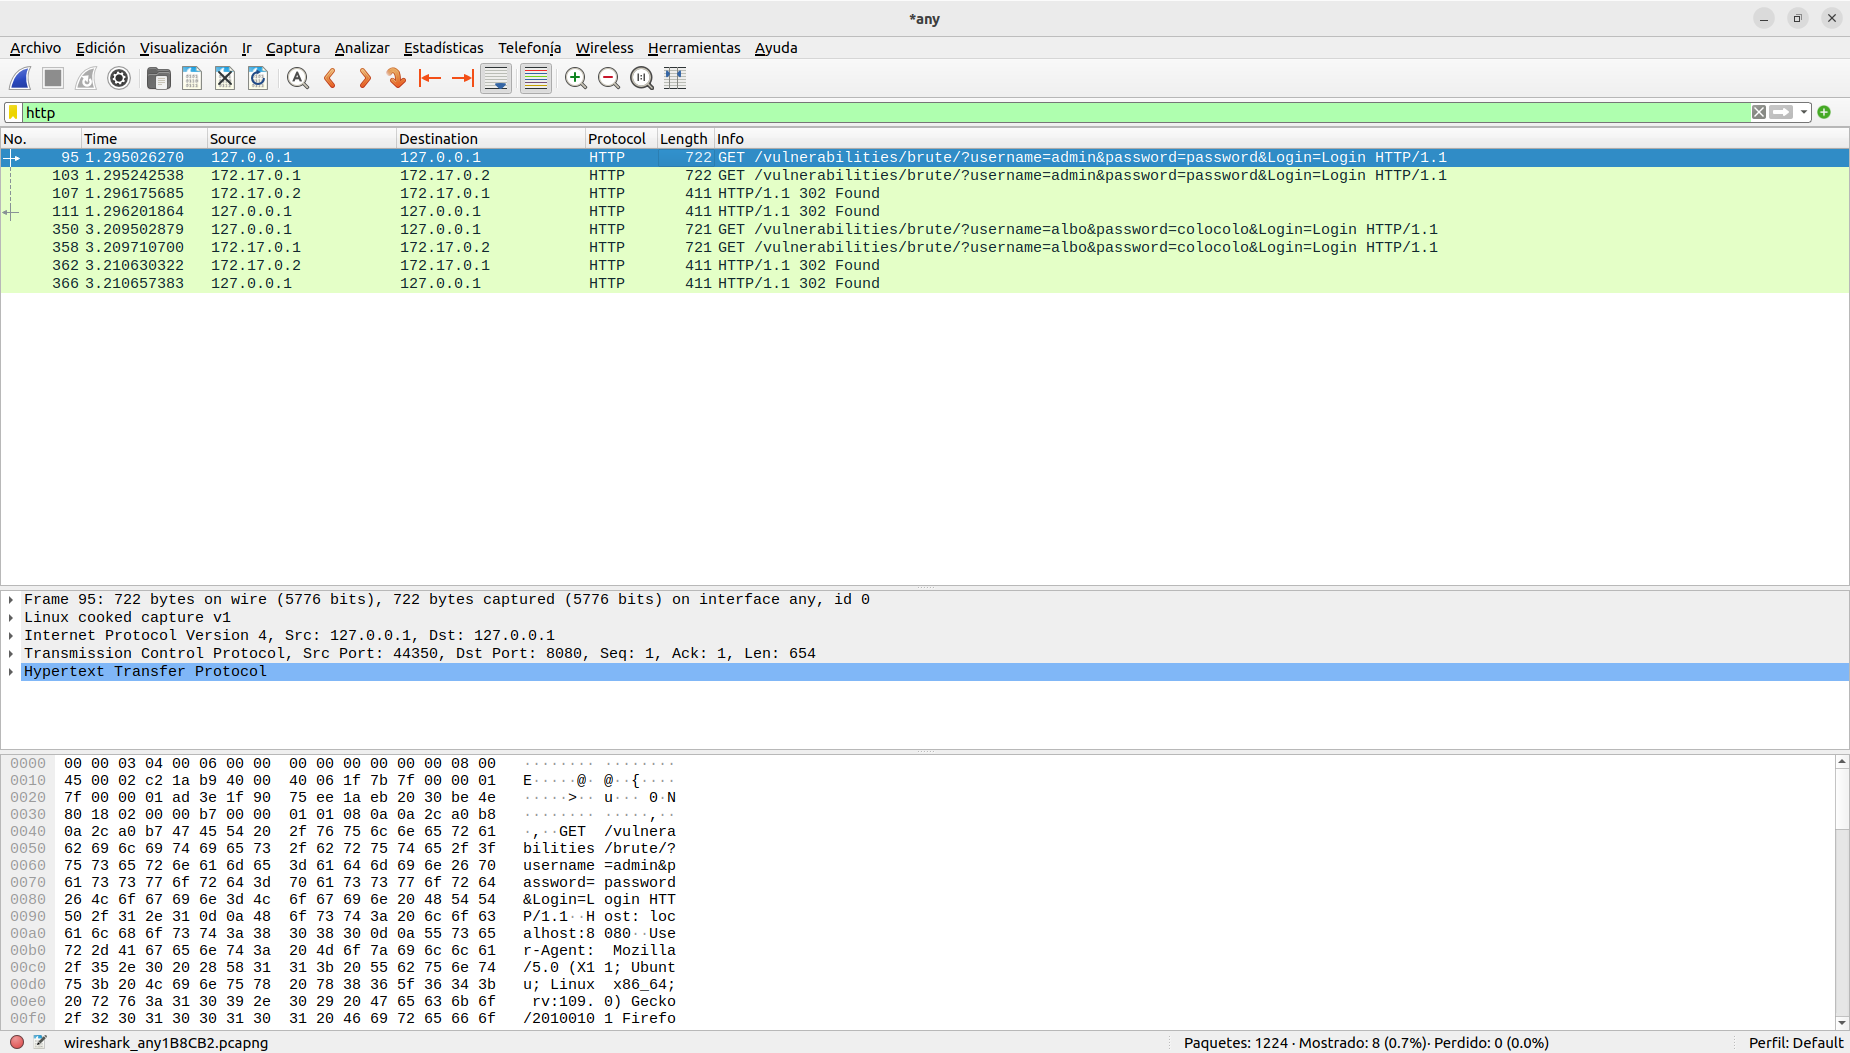 *any
Archivo Edición Visualización Ir Captura Analizar Estadísticas Telefonía Wireless Herramientas Ayuda
http
No. Time Source Destination Protocol Length Info
95 1.295026270 127.0.0.1 127.0.0.1 HTTP 722 GET /vulnerabilities/brute/?username=admin&password=password&Login=Login HTTP/1.1
103 1.295242538 172.17.0.1 172.17.0.2 HTTP 722 GET /vulnerabilities/brute/?username=admin&password=password&Login=Login HTTP/1.1
107 1.296175685 172.17.0.2 172.17.0.1 HTTP 411 HTTP/1.1 302 Found
111 1.296201864 127.0.0.1 127.0.0.1 HTTP 411 HTTP/1.1 302 Found
350 3.209502879 127.0.0.1 127.0.0.1 HTTP 721 GET /vulnerabilities/brute/?username=albo&password=colocolo&Login=Login HTTP/1.1
358 3.209710700 172.17.0.1 172.17.0.2 HTTP 721 GET /vulnerabilities/brute/?username=albo&password=colocolo&Login=Login HTTP/1.1
362 3.210630322 172.17.0.2 172.17.0.1 HTTP 411 HTTP/1.1 302 Found
366 3.210657383 127.0.0.1 127.0.0.1 HTTP 411 HTTP/1.1 302 Found
Frame 95: 722 bytes on wire (5776 bits), 722 bytes captured (5776 bits) on interface any, id 0
Linux cooked capture v1
Internet Protocol Version 4, Src: 127.0.0.1, Dst: 127.0.0.1
Transmission Control Protocol, Src Port: 44350, Dst Port: 8080, Seq: 1, Ack: 1, Len: 654
Hypertext Transfer Protocol
0000 00 00 03 04 00 06 00 00 00 00 00 00 00 00 08 00 ········ ········
0010 45 00 02 c2 1a b9 40 00 40 06 1f 7b 7f 00 00 01 E·····@· @··{····
0020 7f 00 00 01 ad 3e 1f 90 75 ee 1a eb 20 30 be 4e ·····>·· u··· 0·N
0030 80 18 02 00 00 b7 00 00 01 01 08 0a 0a 2c a0 b8 ········ ·····,··
0040 0a 2c a0 b7 47 45 54 20 2f 76 75 6c 6e 65 72 61 ·,··GET /vulnera
0050 62 69 6c 69 74 69 65 73 2f 62 72 75 74 65 2f 3f bilities /brute/?
0060 75 73 65 72 6e 61 6d 65 3d 61 64 6d 69 6e 26 70 username =admin&p
0070 61 73 73 77 6f 72 64 3d 70 61 73 73 77 6f 72 64 assword= password
0080 26 4c 6f 67 69 6e 3d 4c 6f 67 69 6e 20 48 54 54 &Login=L ogin HTT
0090 50 2f 31 2e 31 0d 0a 48 6f 73 74 3a 20 6c 6f 63 P/1.1··H ost: loc
00a0 61 6c 68 6f 73 74 3a 38 30 38 30 0d 0a 55 73 65 alhost:8 080··Use
00b0 72 2d 41 67 65 6e 74 3a 20 4d 6f 7a 69 6c 6c 61 r-Agent: Mozilla
00c0 2f 35 2e 30 20 28 58 31 31 3b 20 55 62 75 6e 74 /5.0 (X1 1; Ubunt
00d0 75 3b 20 4c 69 6e 75 78 20 78 38 36 5f 36 34 3b u; Linux x86_64;
00e0 20 72 76 3a 31 30 39 2e 30 29 20 47 65 63 6b 6f rv:109. 0) Gecko
00f0 2f 32 30 31 30 30 31 30 31 20 46 69 72 65 66 6f /2010010 1 Firefo
wireshark_any1B8CB2.pcapng Paquetes: 1224 · Mostrado: 8 (0.7%) · Perdido: 0 (0.0%) Perfil: Default